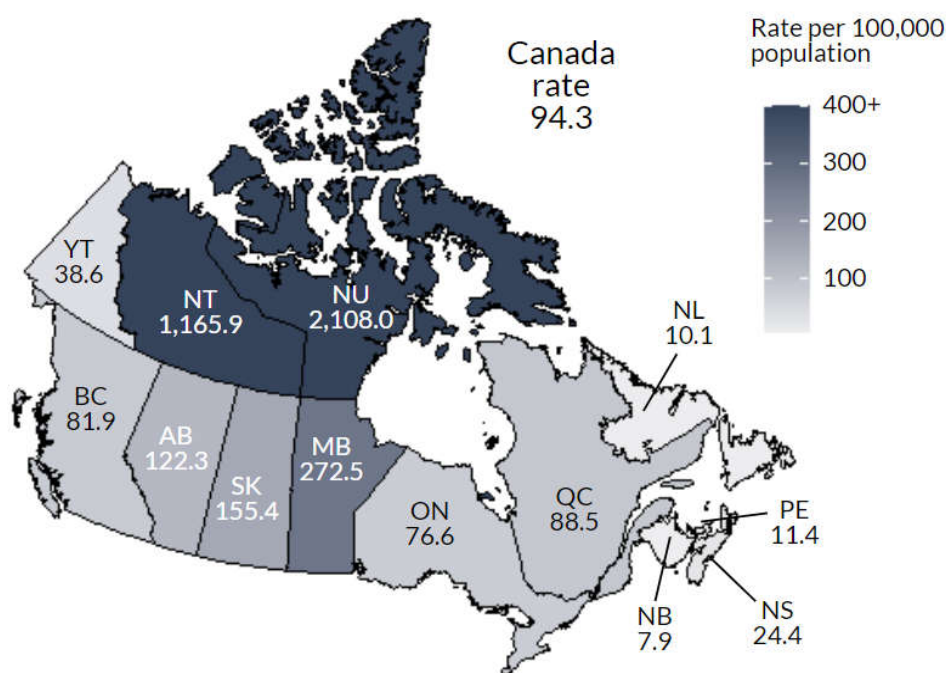 Rate per 100,000
population
Canada
rate
94.3
400+
300
200
100
YT
38.6
NT
1,165.9
NU
2,108.0
NL
10.1
BC
81.9
AB
122.3
SK
155.4
MB
272.5
ON
76.6
QC
88.5
PE
11.4
NB
7.9
NS
24.4